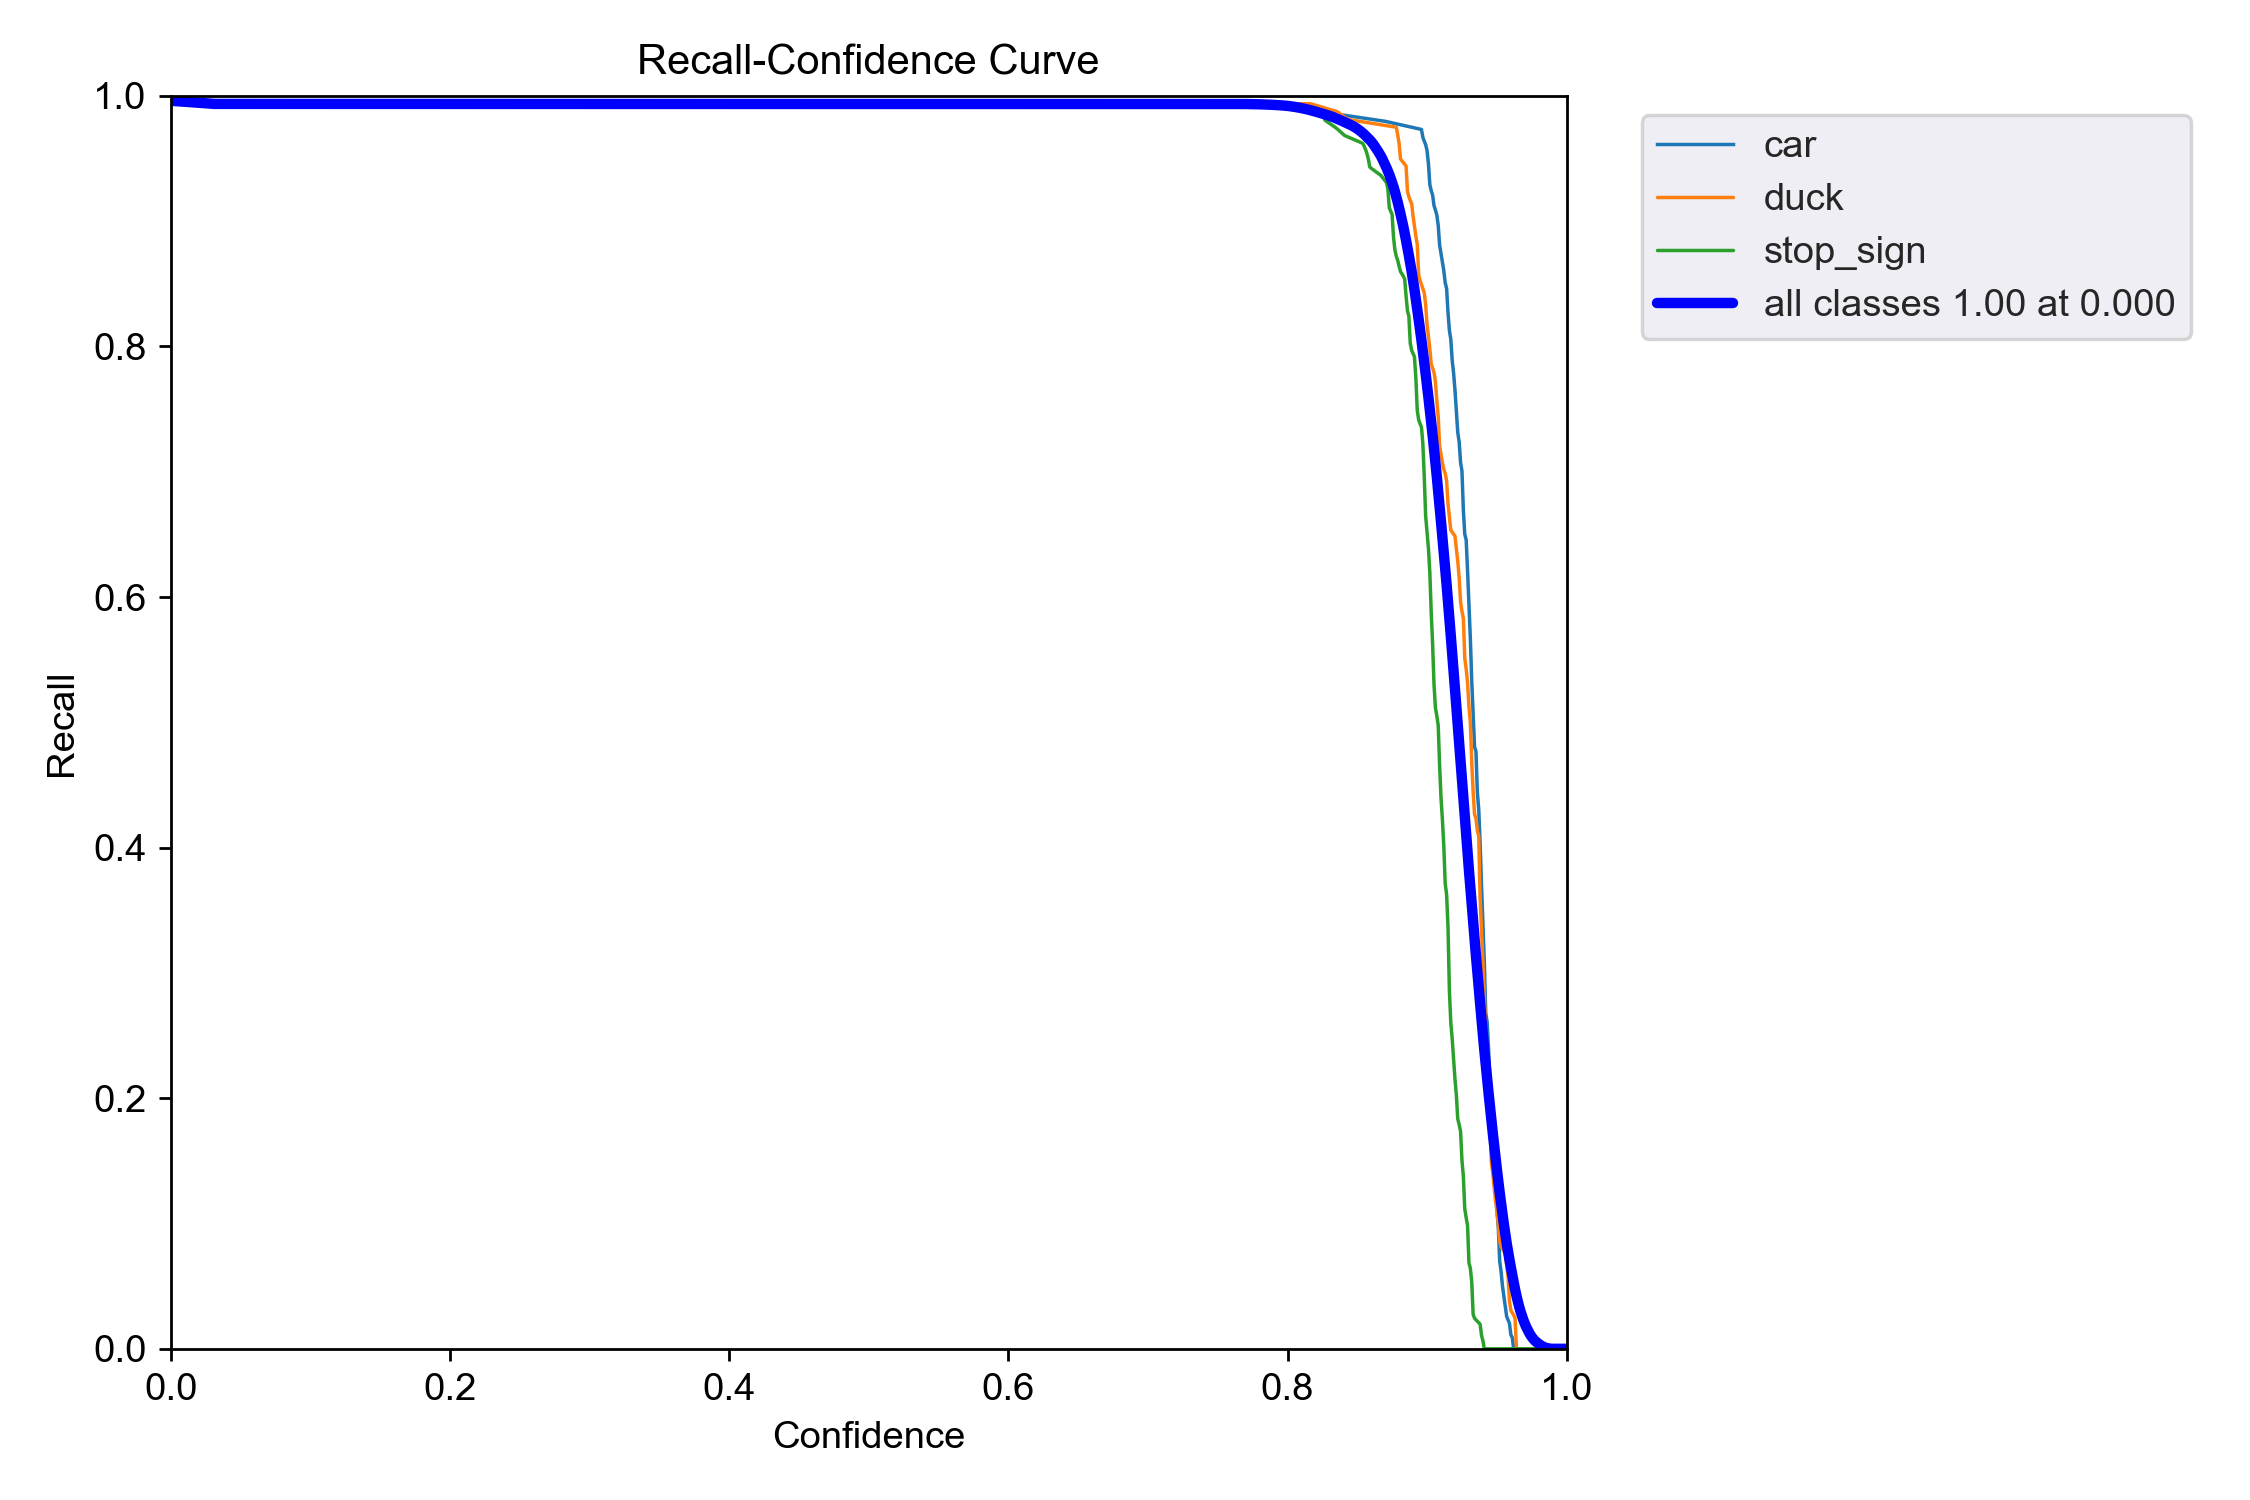 Recall-Confidence Curve
1.0
0.8
0.6
0.4
0.2
0.0
Recall
0.0 0.2 0.4 0.6 0.8 1.0
Confidence
car
duck
stop_sign
all classes 1.00 at 0.000